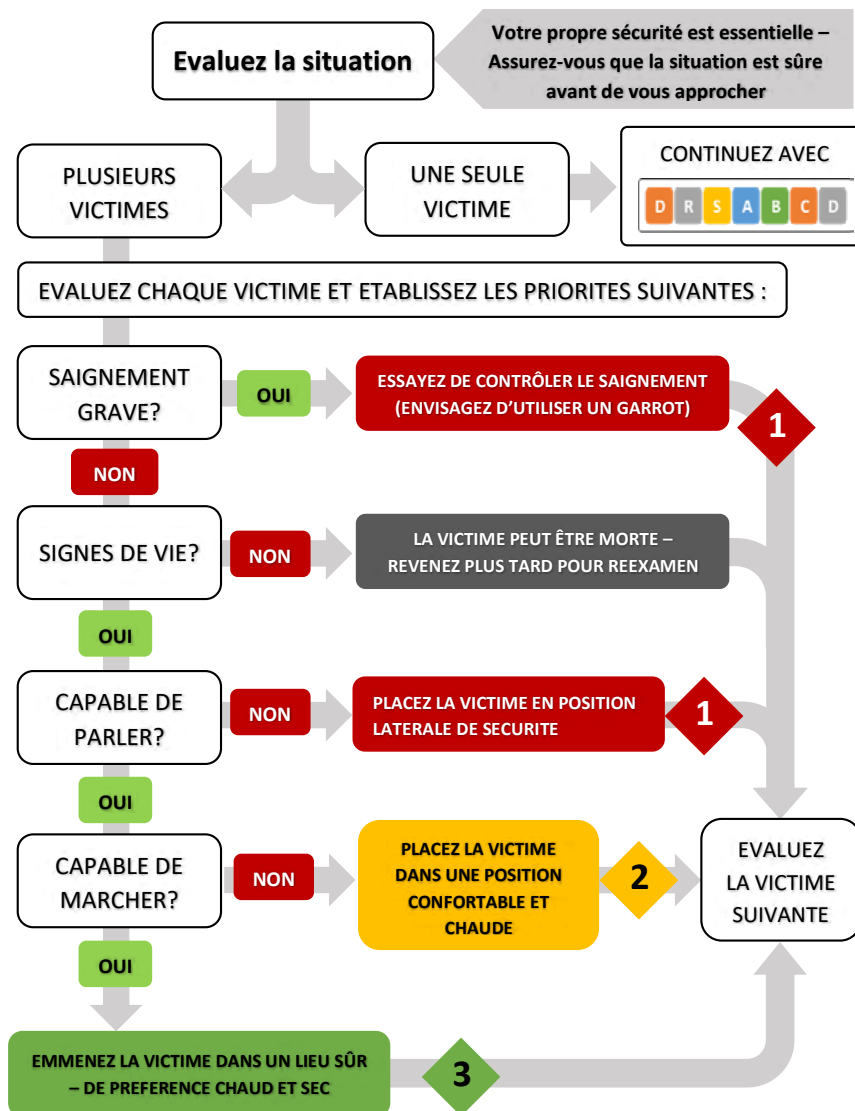 Evaluez la situation
Votre propre sécurité est essentielle –
Assurez-vous que la situation est sûre
avant de vous approcher
PLUSIEURS
VICTIMES
UNE SEULE
VICTIME
CONTINUEZ AVEC
D R S A B C D
EVALUEZ CHAQUE VICTIME ET ETABLISSEZ LES PRIORITES SUIVANTES :
SAIGNEMENT
GRAVE?
OUI
ESSAYEZ DE CONTRÔLER LE SAIGNEMENT
(ENVISAGEZ D'UTILISER UN GARROT)
1
NON
SIGNES DE VIE?
NON
LA VICTIME PEUT ÊTRE MORTE –
REVENEZ PLUS TARD POUR REEXAMEN
OUI
CAPABLE DE
PARLER?
NON
PLACEZ LA VICTIME EN POSITION
LATERALE DE SECURITE
1
OUI
CAPABLE DE
MARCHER?
NON
PLACEZ LA VICTIME
DANS UNE POSITION
CONFORTABLE ET
CHAUDE
2
EVALUEZ
LA VICTIME
SUIVANTE
OUI
EMMENEZ LA VICTIME DANS UN LIEU SÛR
– DE PREFERENCE CHAUD ET SEC
3